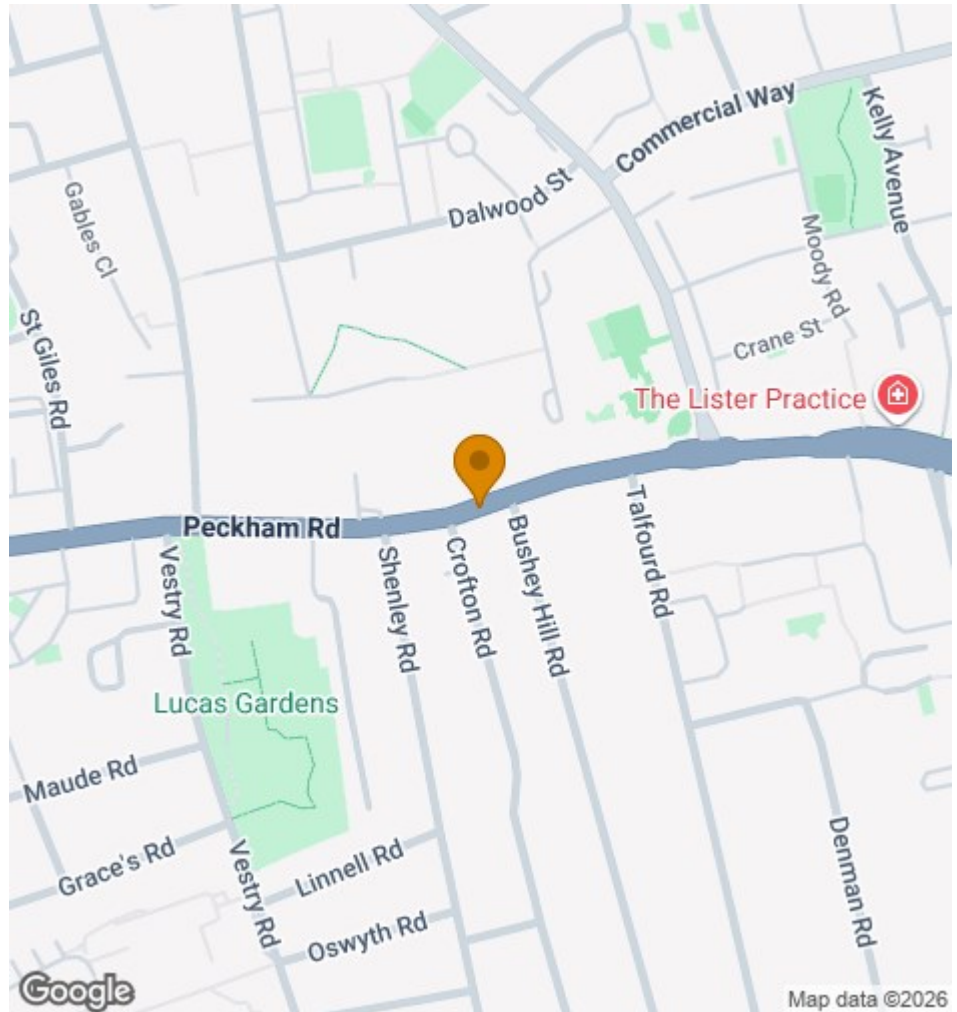 Commercial Way
Kelly Avenue
Dalwood St
Gables Cl
Moody Rd
St Giles Rd
Crane St
The Lister Practice
Peckham Rd
Vestry Rd
Shenley Rd
Crofton Rd
Bushey Hill Rd
Talfourd Rd
Lucas Gardens
Maude Rd
Grace's Rd
Vestry Rd
Linnell Rd
Oswyth Rd
Denman Rd
Google
Map data ©2026